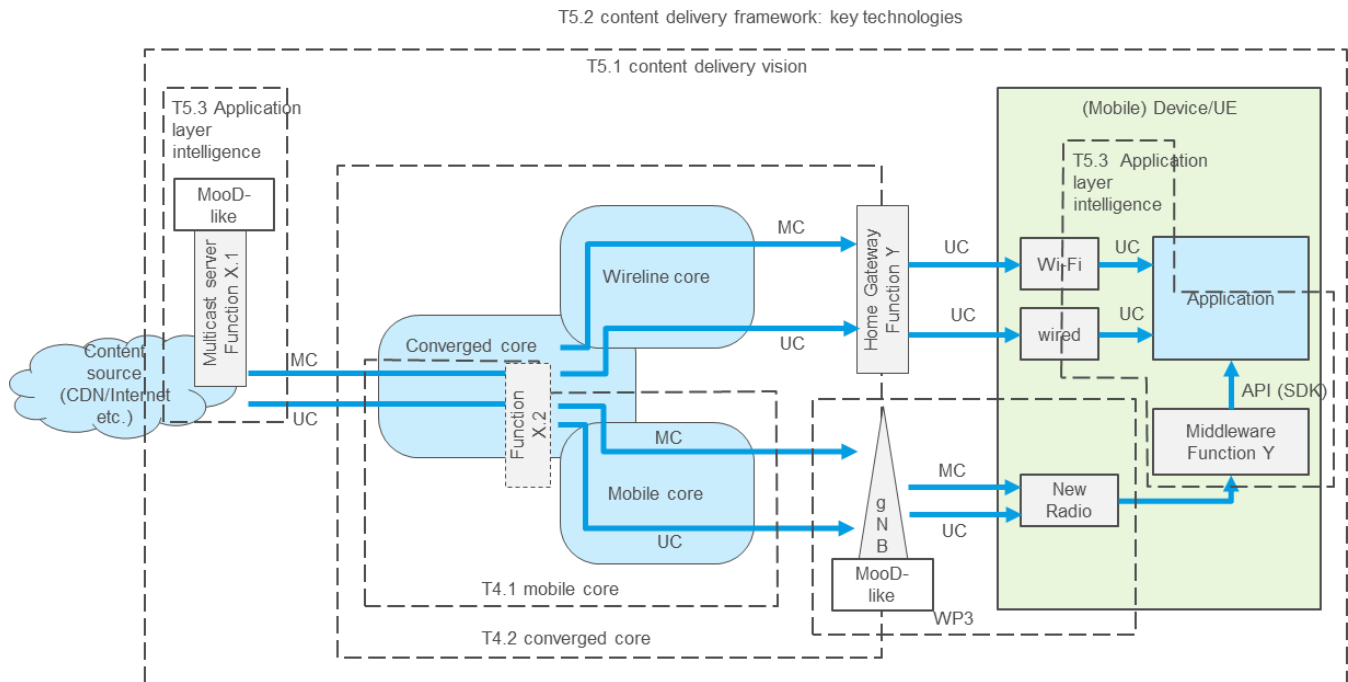 T5.2 content delivery framework: key technologies
T5.1 content delivery vision
T5.3 Application
layer
intelligence
MooD-
like
Multicast server
Function X.1
Content
source
(CDN/Internet
etc.)
MC
UC
Converged core
Function
X.2
Wireline core
Mobile core
MC
UC
MC
UC
T4.1 mobile core
T4.2 converged core
Home Gateway
Function Y
gNB
MooD-
like
WP3
UC
UC
MC
UC
(Mobile) Device/UE
T5.3 Application
layer
intelligence
Wi-Fi
wired
UC
UC
Application
API (SDK)
Middleware
Function Y
New
Radio